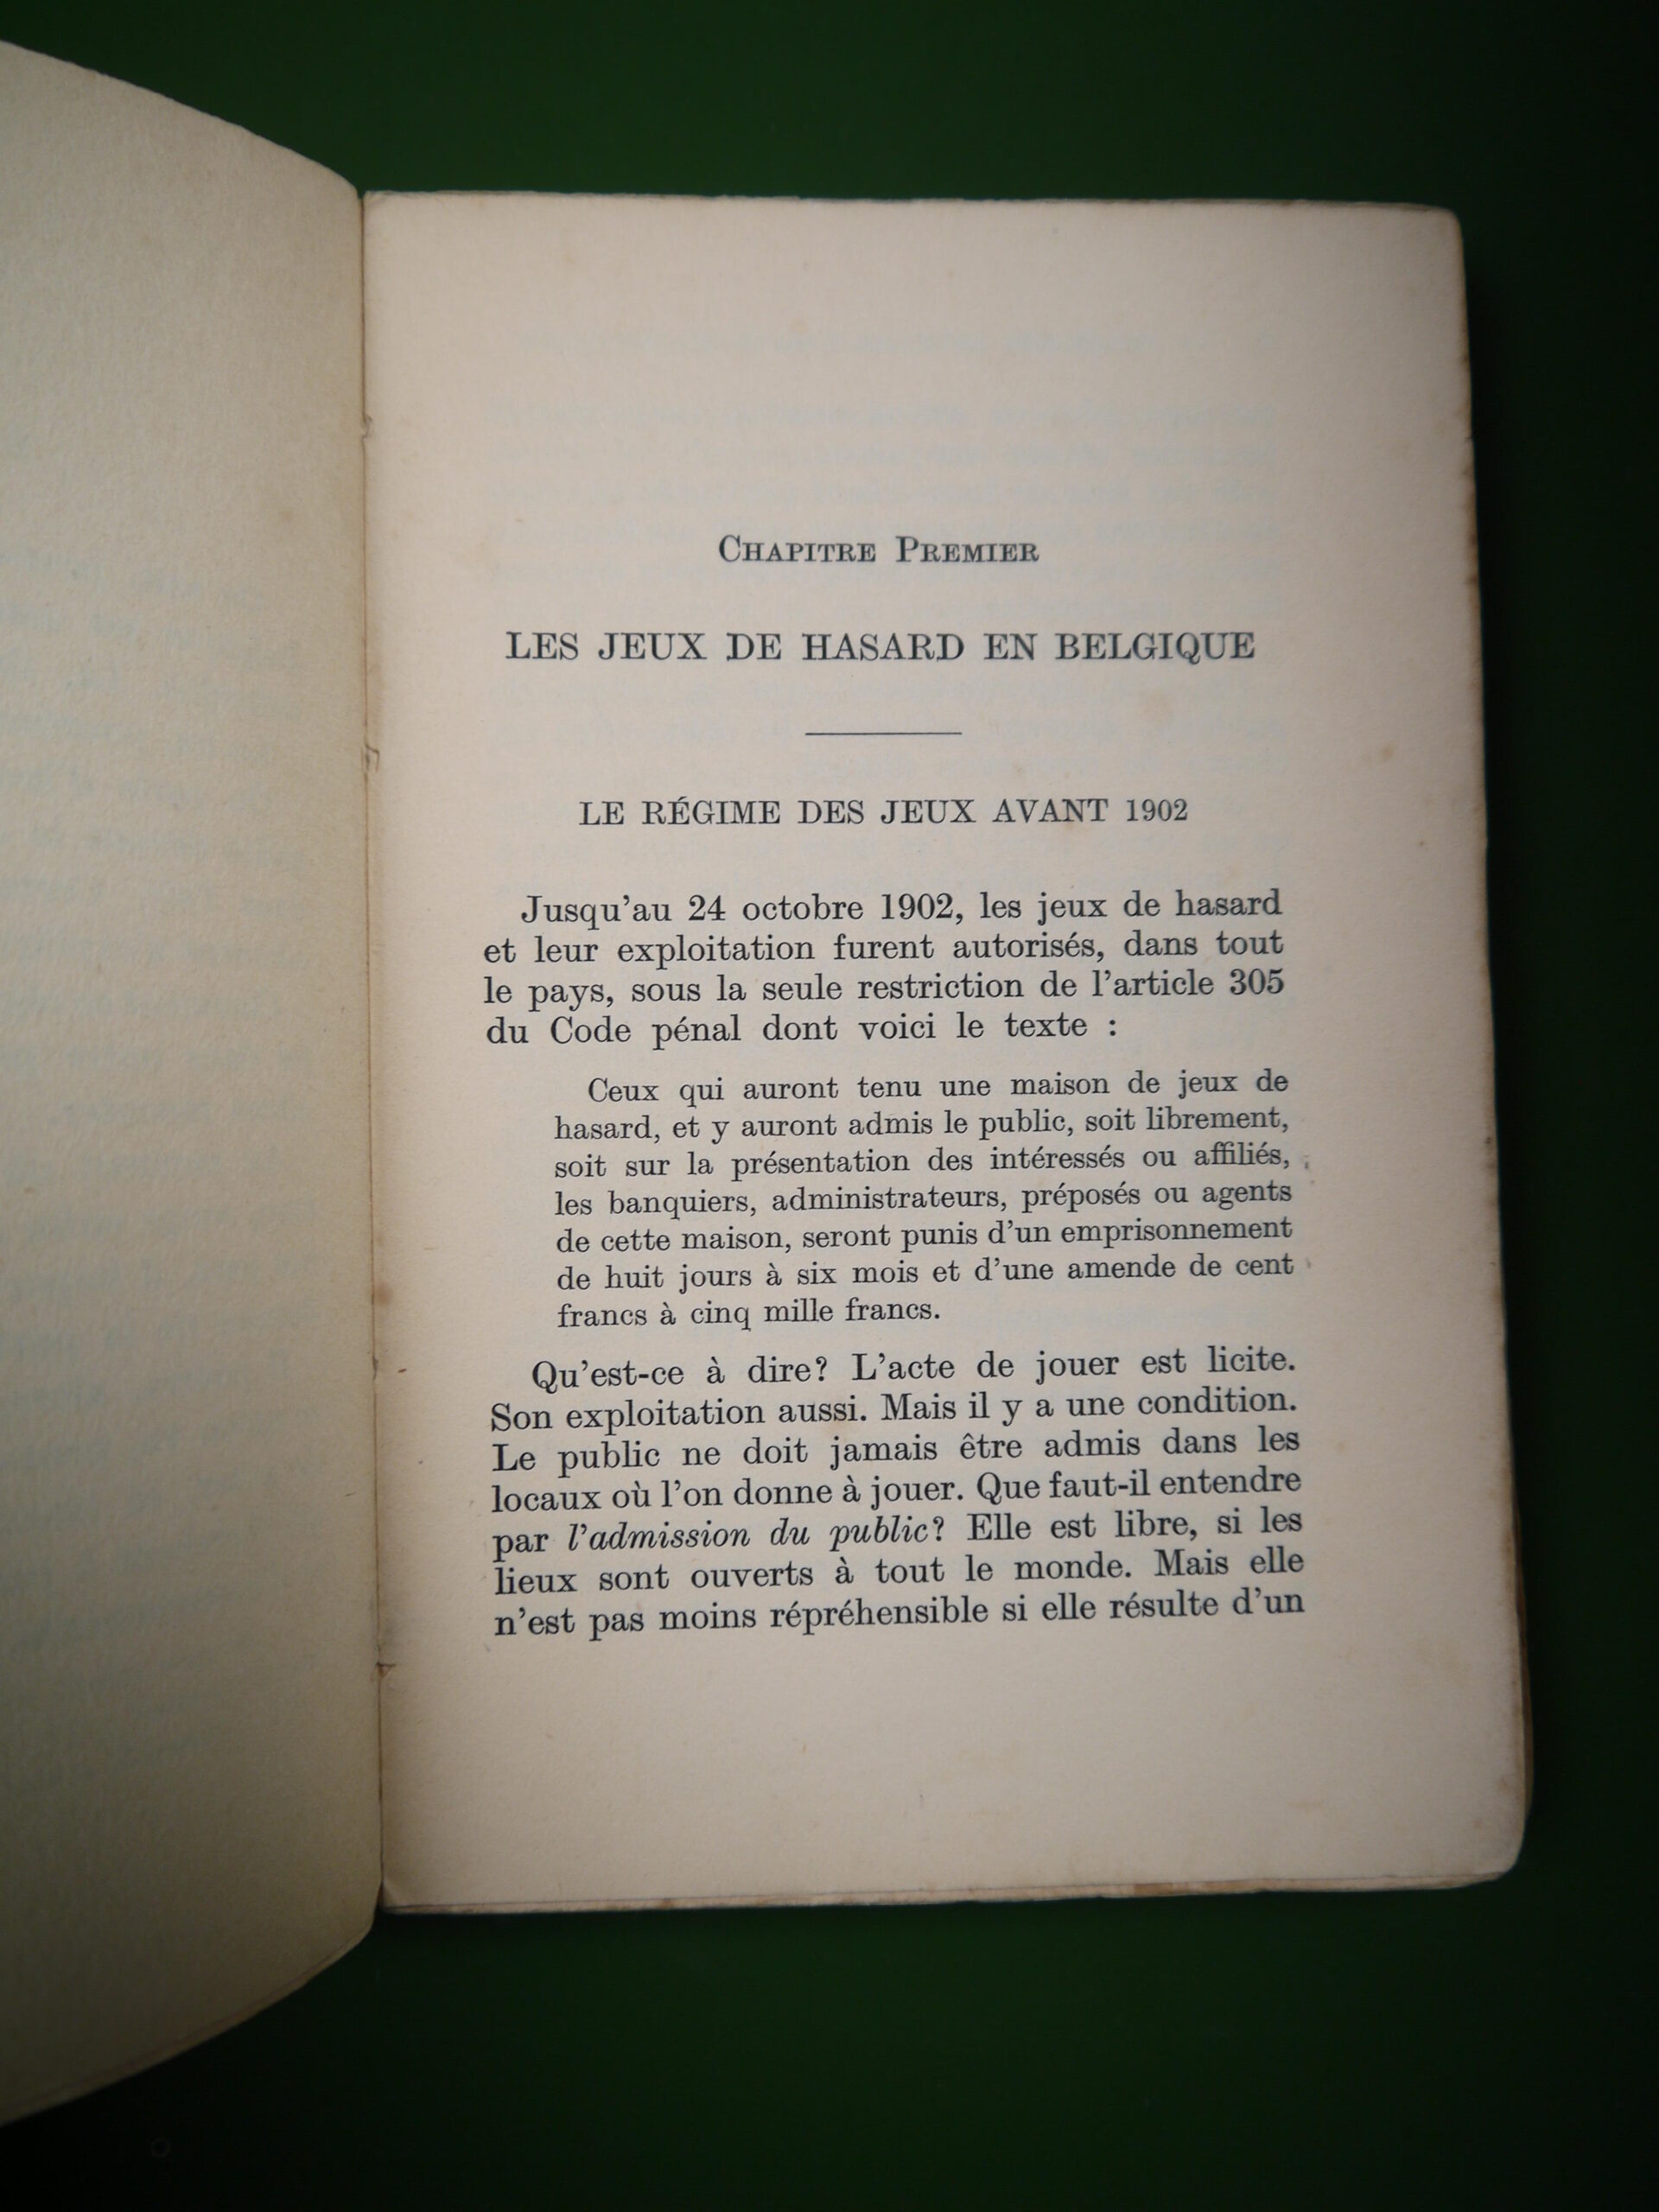 CHAPITRE PREMIER
LES JEUX DE HASARD EN BELGIQUE
LE RÉGIME DES JEUX AVANT 1902
Jusqu'au 24 octobre 1902, les jeux de hasard
et leur exploitation furent autorisés, dans tout
le pays, sous la seule restriction de l'article 305
du Code pénal dont voici le texte :
Ceux qui auront tenu une maison de jeux de
hasard, et y auront admis le public, soit librement,
soit sur la présentation des intéressés ou affiliés,
les banquiers, administrateurs, préposés ou agents
de cette maison, seront punis d'un emprisonnement
de huit jours à six mois et d'une amende de cent
francs à cinq mille francs.
Qu'est-ce à dire? L'acte de jouer est licite.
Son exploitation aussi. Mais il y a une condition.
Le public ne doit jamais être admis dans les
locaux où l'on donne à jouer. Que faut-il entendre
par l'admission du public? Elle est libre, si les
lieux sont ouverts à tout le monde. Mais elle
n'est pas moins répréhensible si elle résulte d'un